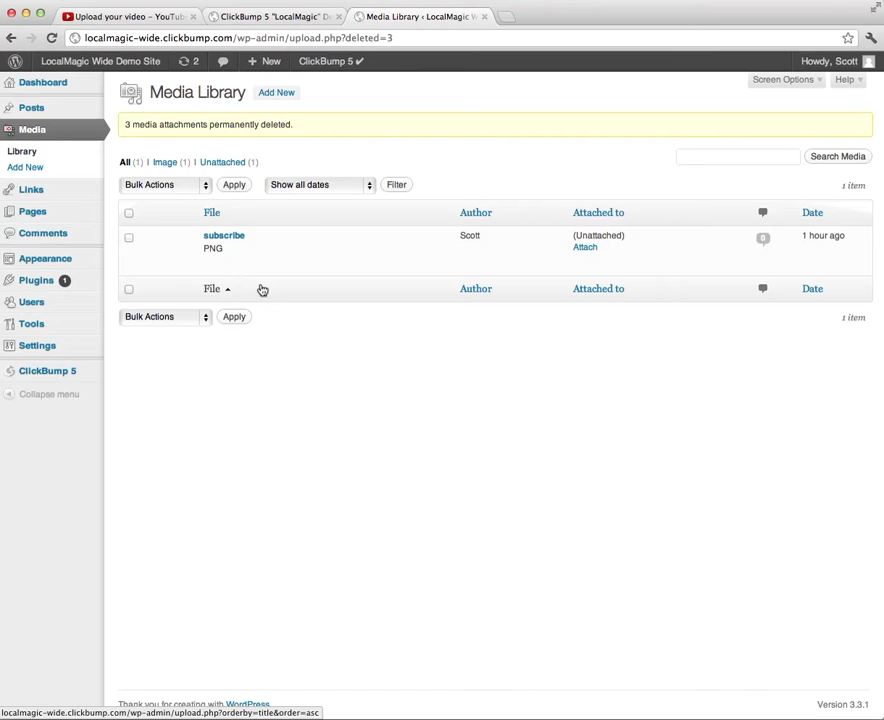 Upload your video – YouTub
ClickBump 5 "LocalMagic" De
Media Library ‹ LocalMagic W
localmagic-wide.clickbump.com/wp-admin/upload.php?deleted=3
LocalMagic Wide Demo Site 2 + New ClickBump 5 ✔ Howdy, Scott
Screen Options Help
Dashboard
Posts
Media
Library
Add New
Links
Pages
Comments
Appearance
Plugins 1
Users
Tools
Settings
ClickBump 5
Collapse menu
Media Library Add New
3 media attachments permanently deleted.
All (1) | Image (1) | Unattached (1)
Search Media
Bulk Actions Apply Show all dates Filter
1 item
File Author Attached to Date
subscribe Scott (Unattached) 0 1 hour ago
PNG Attach
File Author Attached to Date
Bulk Actions Apply
1 item
Thank you for creating with WordPress.
Version 3.3.1
localmagic-wide.clickbump.com/wp-admin/upload.php?orderby=title&order=asc